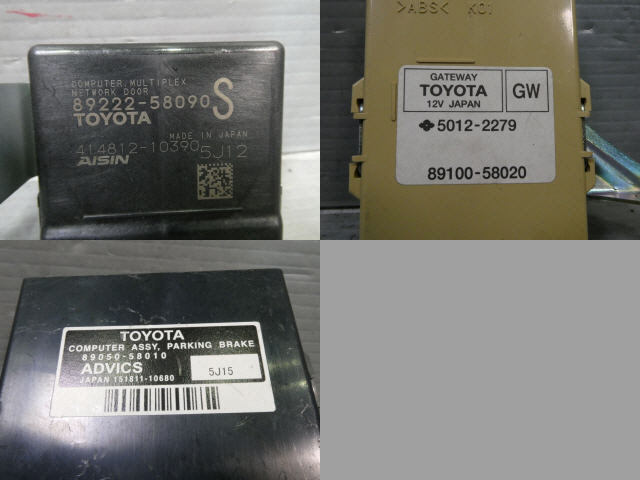 COMPUTER, MULTIPLEX
NETWORK DOOR
89222-58090 S
TOYOTA
MADE IN JAPAN
414812-10390 5J12
AISIN
>ABS< K01
GATEWAY
TOYOTA
12V JAPAN
GW
5012-2279
89100-58020
TOYOTA
COMPUTER ASSY, PARKING BRAKE
89050-58010
ADVICS
5J15
JAPAN 151811-10680